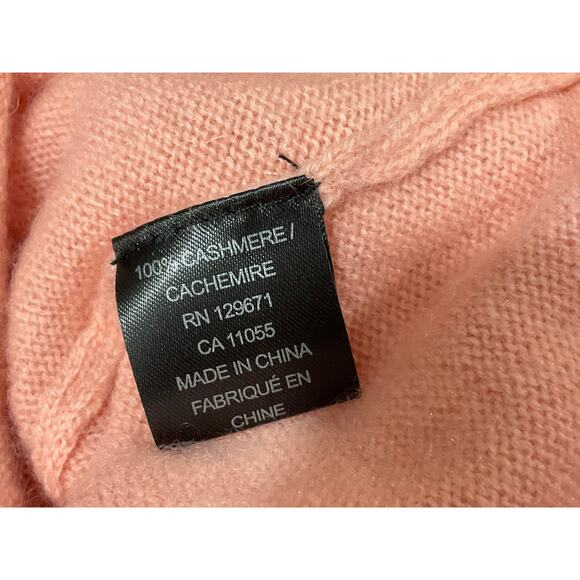 100% CASHMERE/
CACHEMIRE
RN 129671
CA 11055
MADE IN CHINA
FABRIQUÉ EN
CHINE